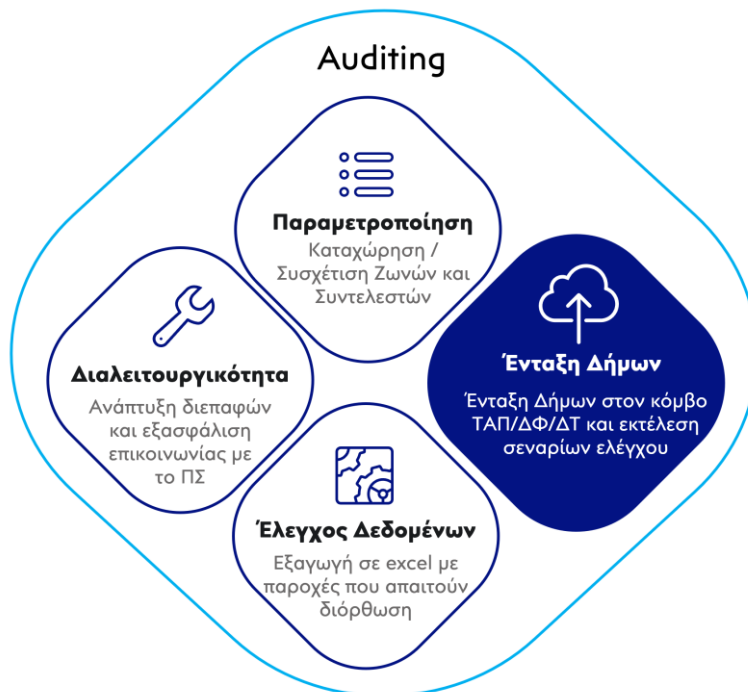 Auditing
Παραμετροποίηση
Καταχώρηση /
Συσχέτιση Ζωνών και
Συντελεστών
Διαλειτουργικότητα
Ανάπτυξη διεπαφών
και εξασφάλιση
επικοινωνίας με
το ΠΣ
Ένταξη Δήμων
Ένταξη Δήμων στον κόμβο
ΤΑΠ/ΔΦ/ΔΤ και εκτέλεση
σεναρίων ελέγχου
Έλεγχος Δεδομένων
Εξαγωγή σε excel με
παροχές που απαιτούν
διόρθωση